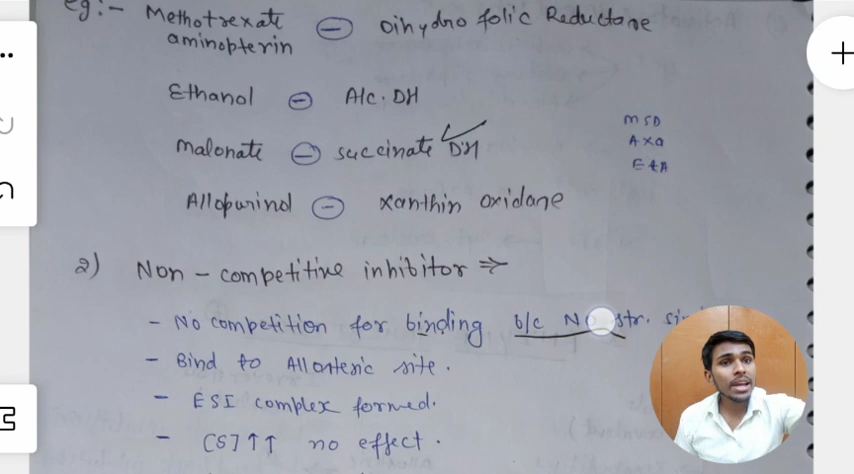 eg:- Methotrexate
aminopterin ⊖ Dihydro folic Reductase
Ethanol ⊖ Alc. DH
Malonate ⊖ succinate DH
MSD
AXO
EtA
Allopurinol ⊖ xanthin oxidase
2) Non-competitive inhibitor ⇒
- No competition for binding b/c No str.
- Bind to Allosteric site.
- ESI complex formed.
- [S]↑↑ no effect.